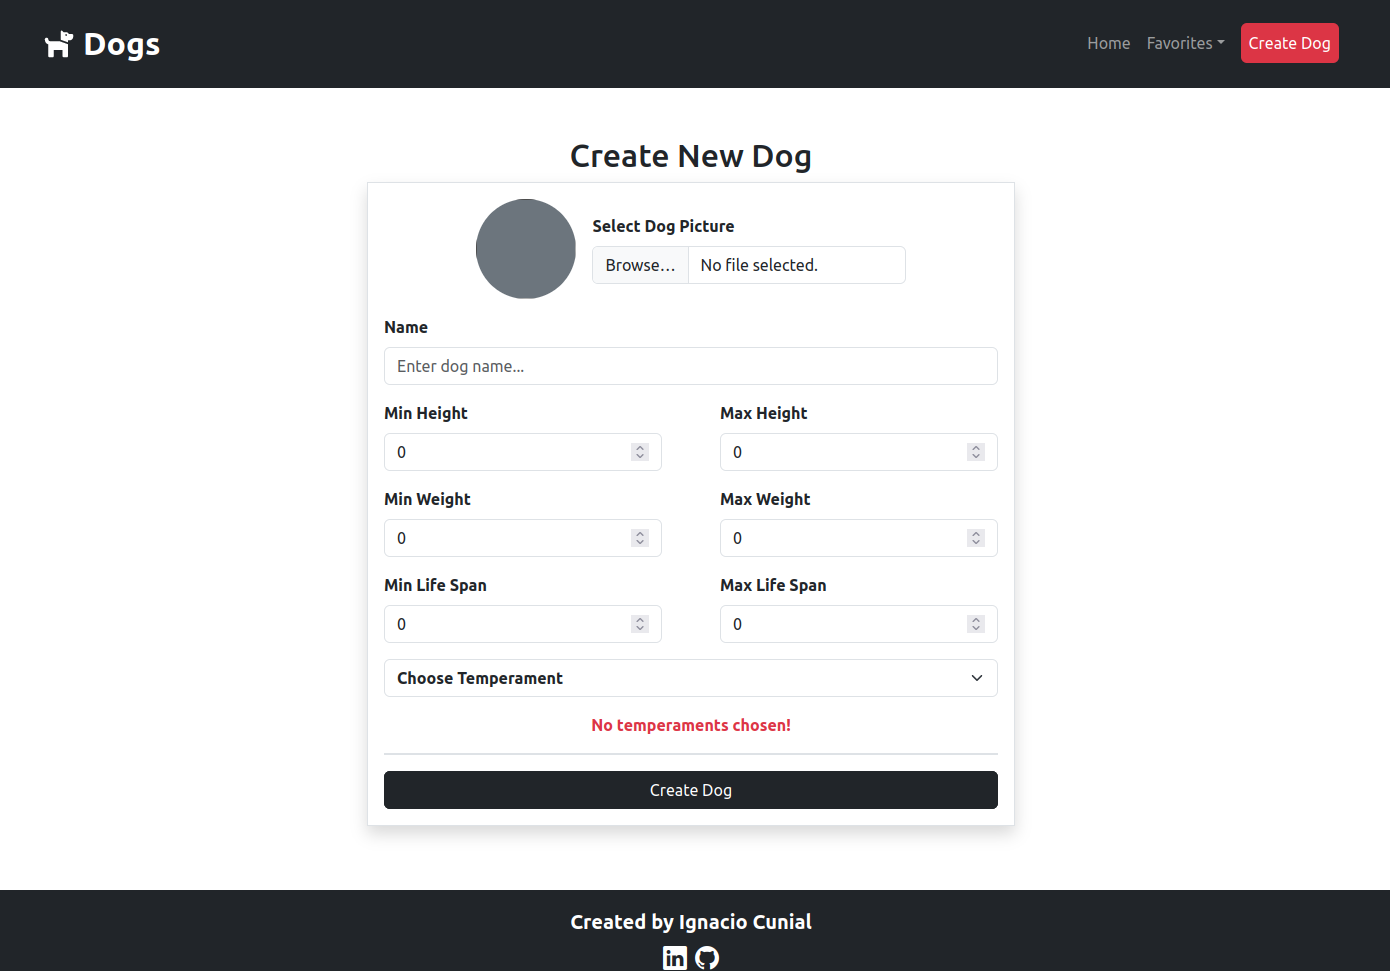 Dogs
Home Favorites Create Dog
Create New Dog
Select Dog Picture
Browse... No file selected.
Name
Enter dog name...
Min Height Max Height
0 0
Min Weight Max Weight
0 0
Min Life Span Max Life Span
0 0
Choose Temperament
No temperaments chosen!
Create Dog
Created by Ignacio Cunial
in